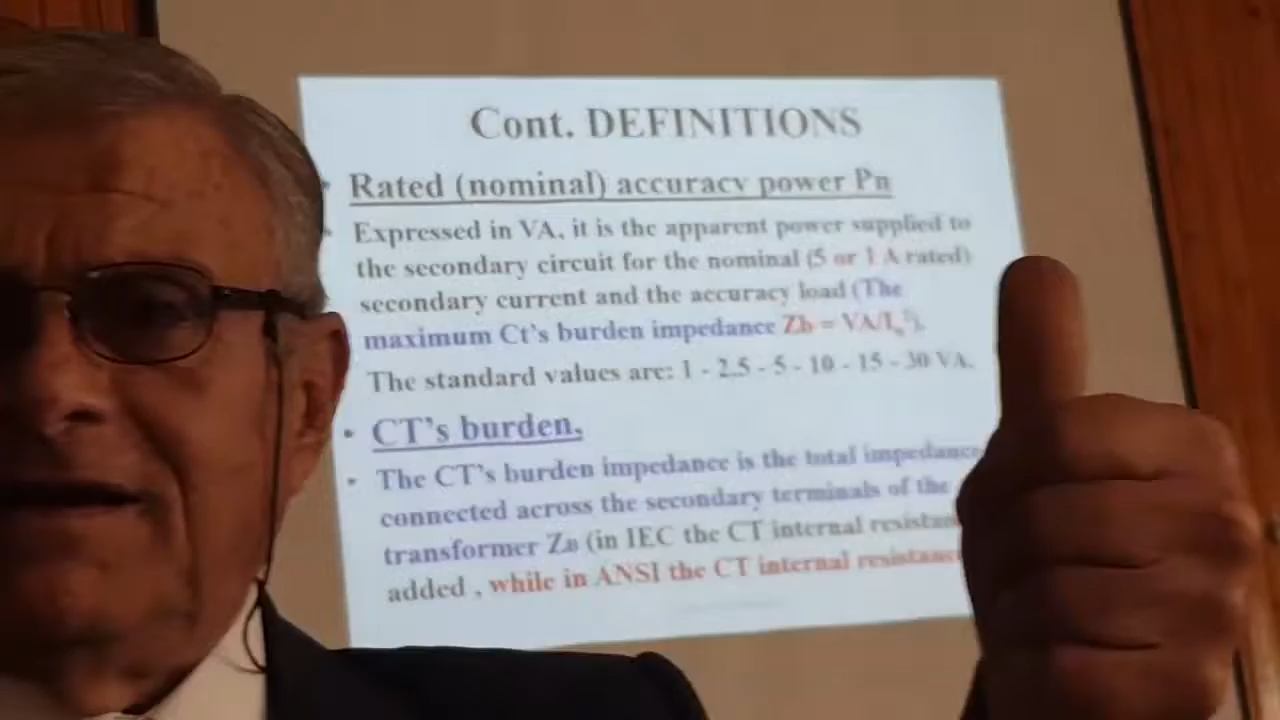 Cont. DEFINITIONS
• Rated (nominal) accuracy power Pn
• Expressed in VA, it is the apparent power supplied to
the secondary circuit for the nominal (5 or 1 A rated)
secondary current and the accuracy load (The
maximum Ct's burden impedance Zb = VA/Iₙ²).
The standard values are: 1 - 2.5 - 5 - 10 - 15 - 30 VA.
• CT's burden,
• The CT's burden impedance is the total impedance
connected across the secondary terminals of the
transformer ZB (in IEC the CT internal
added , while in ANSI the CT internal